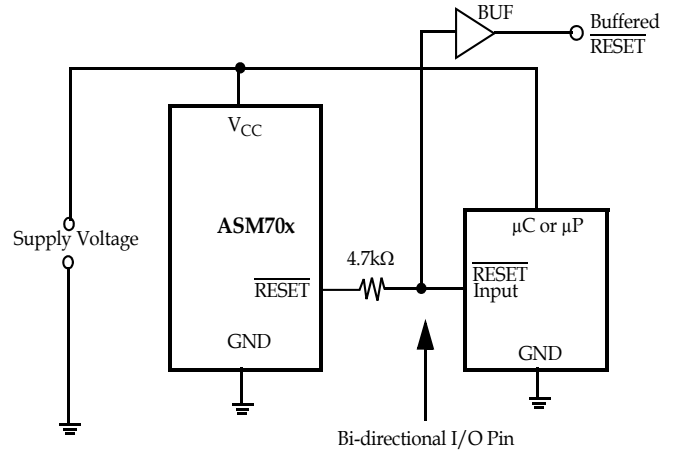 BUF
Buffered
RESET
VCC
ASM70x
µC or µP
Supply Voltage
4.7kΩ
RESET
RESET
Input
GND
GND
Bi-directional I/O Pin